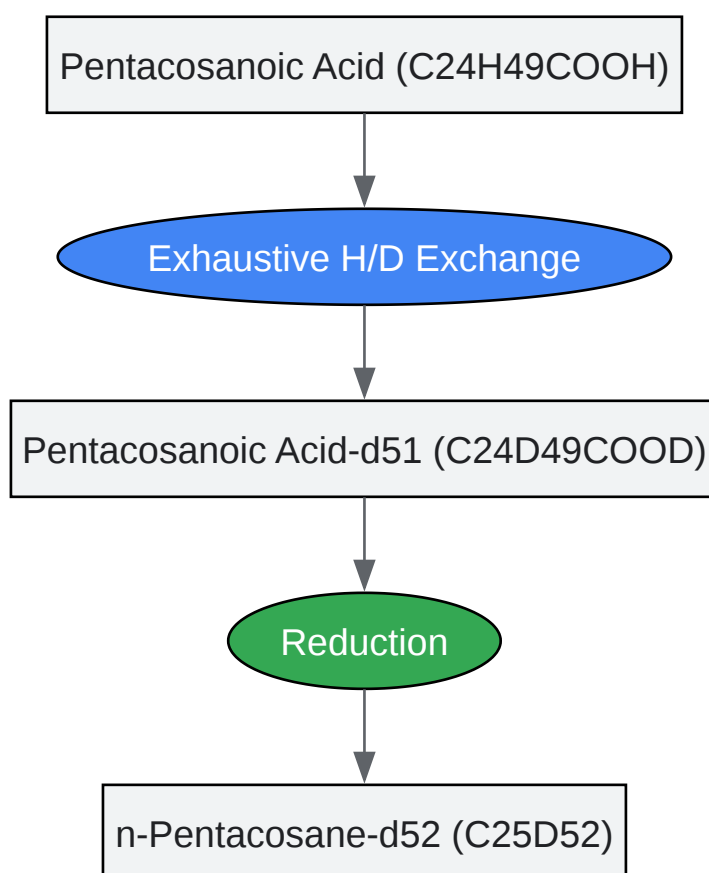 Pentacosanoic Acid (C24H49COOH)
Exhaustive H/D Exchange
Pentacosanoic Acid-d51 (C24D49COOD)
Reduction
n-Pentacosane-d52 (C25D52)